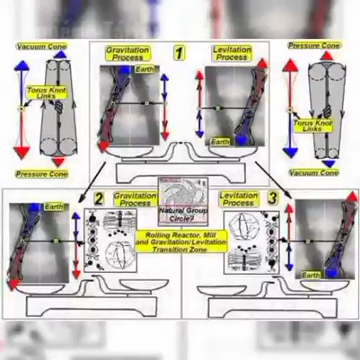 Vacuum Cone
Gravitation
Process
1
Levitation
Process
Pressure Cone
Earth
Earth
Torus Knot
Links
Torus Knot
Links
Pressure Cone
Vacuum Cone
2
Gravitation
Process
Levitation
Process
3
Earth
Natural Group
Circle?
Rolling Reactor, Mill
and Gravitation/Levitation
Transition Zone
Earth